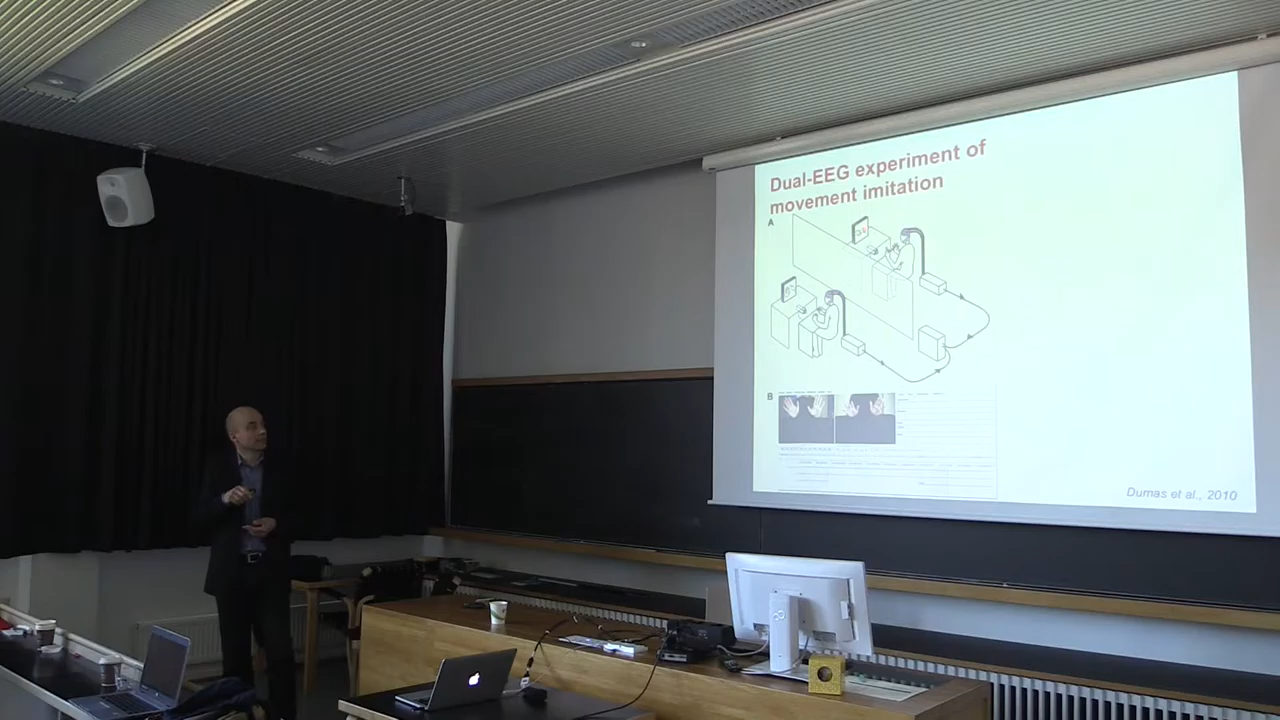 Dual-EEG experiment of
movement imitation
A
B
Dumas et al., 2010